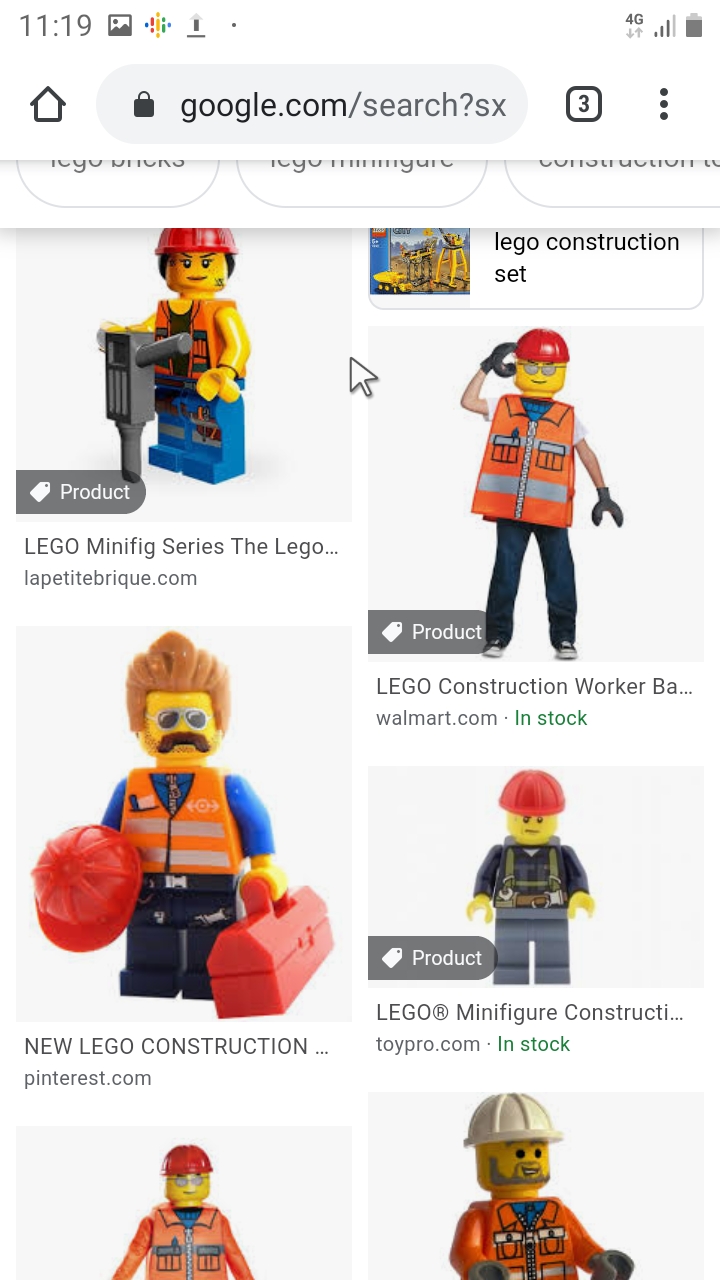 11:19
4G
google.com/search?sx
3
lego bricks
lego minifigure
construction to
lego construction
set
Product
LEGO Minifig Series The Lego...
lapetitebrique.com
Product
LEGO Construction Worker Ba...
walmart.com · In stock
NEW LEGO CONSTRUCTION ...
pinterest.com
Product
LEGO® Minifigure Constructi...
toypro.com · In stock